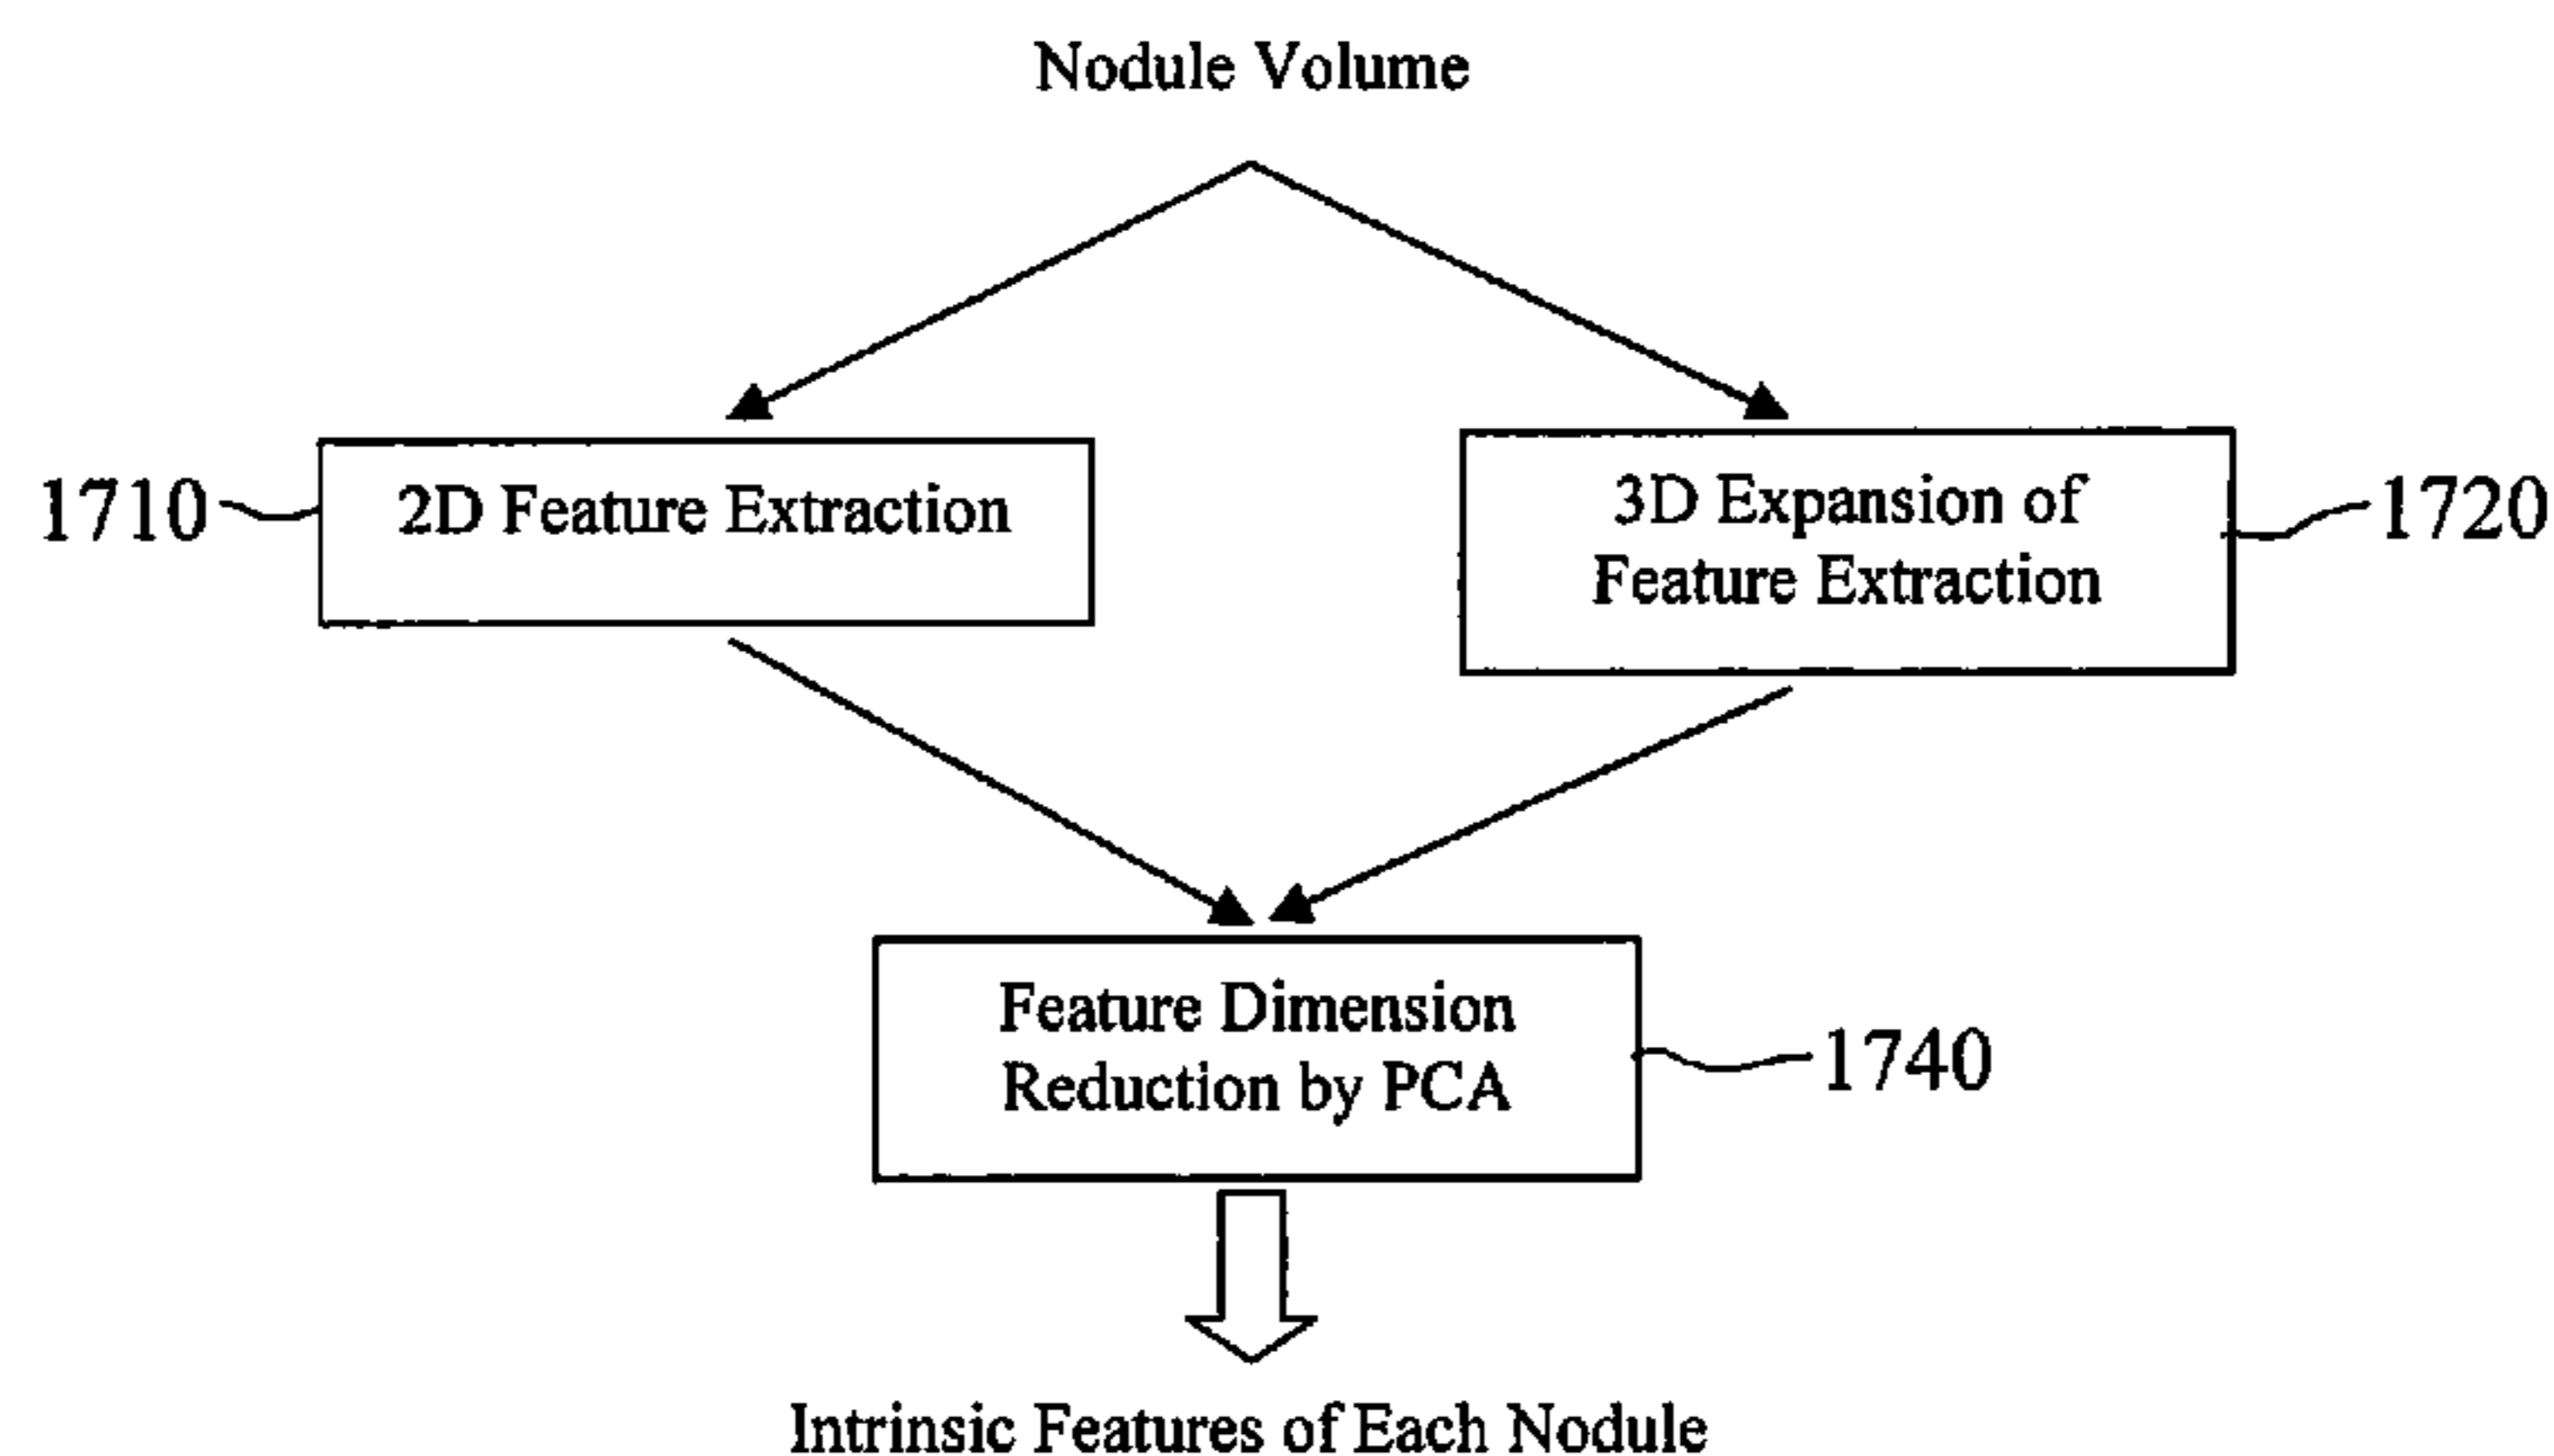 Nodule Volume
1710
2D Feature Extraction
3D Expansion of
Feature Extraction
1720
Feature Dimension
Reduction by PCA
1740
Intrinsic Features of Each Nodule